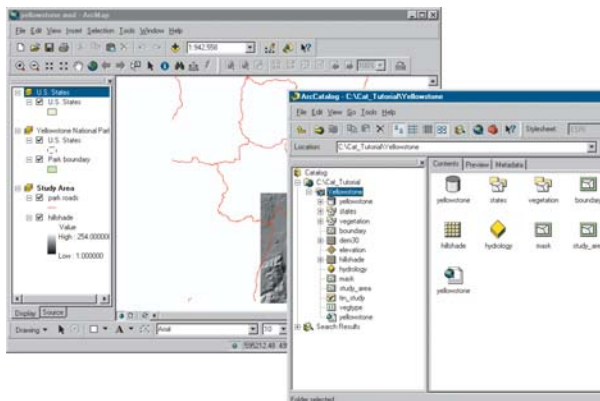 yellowstone.mxd - ArcMap
File Edit View Insert Selection Tools Window Help
1:942,558
U.S. States
U.S. States
Yellowstone National Park
U.S. States
Park boundary
Study Area
park roads
hillshade
Value
High : 254.000000
Low : 1.000000
Display Source
Drawing
Arial
10
ArcCatalog - C:\Cat_Tutorial\Yellowstone
File Edit View Go Tools Help
Stylesheet:
Location: C:\Cat_Tutorial\Yellowstone
Catalog
C:\Cat_Tutorial
Yellowstone
yellowstone
states
vegetation
boundary
dem30
elevation
hillshade
hydrology
mask
study_area
tin_study
vegtype
yellowstone
Search Results
Contents Preview Metadata
yellowstone states vegetation boundary
hillshade hydrology mask study_are
yellowstone
Folder selected